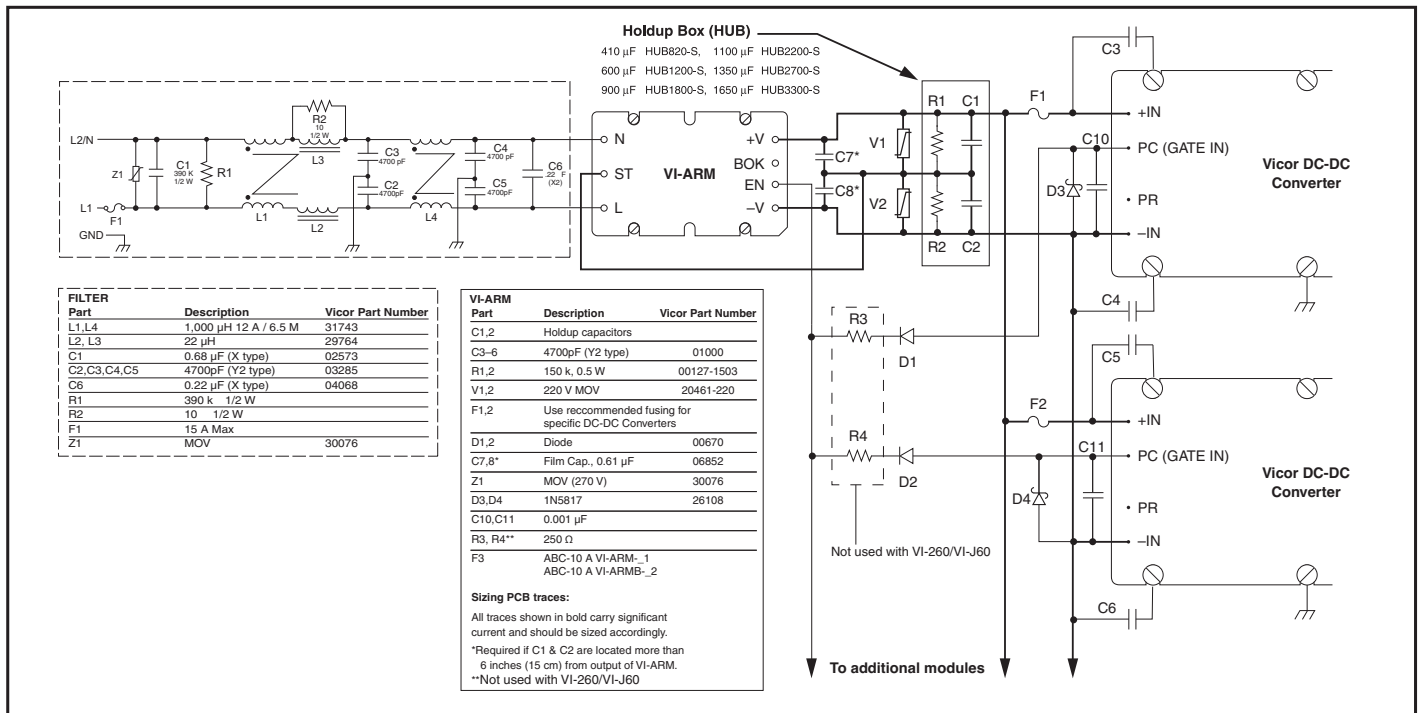 Holdup Box (HUB)
410 µF HUB820-S, 1100 µF HUB2200-S
600 µF HUB1200-S, 1350 µF HUB2700-S
900 µF HUB1800-S, 1650 µF HUB3300-S
L2/N
Z1
C1
390 K
1/2 W
R1
R2
10
1/2 W
L3
C3
4700 pF
C2
4700pF
C4
4700 pF
C5
4700pF
C6
.22 F
(X2)
L1
F1
GND
L1
L2
L4
N
ST
L
VI-ARM
+V
BOK
EN
–V
C7*
C8*
V1
V2
R1
C1
R2
C2
F1
C3
+IN
C10
PC (GATE IN)
D3
PR
–IN
Vicor DC-DC
Converter
C4
C5
R3
D1
F2
+IN
R4
D2
C11
PC (GATE IN)
D4
PR
–IN
Vicor DC-DC
Converter
C6
Not used with VI-260/VI-J60
To additional modules
FILTER
Part Description Vicor Part Number
L1,L4 1,000 µH 12 A / 6.5 M 31743
L2, L3 22 µH 29764
C1 0.68 µF (X type) 02573
C2,C3,C4,C5 4700pF (Y2 type) 03285
C6 0.22 µF (X type) 04068
R1 390 k 1/2 W
R2 10 1/2 W
F1 15 A Max
Z1 MOV 30076
VI-ARM
Part Description Vicor Part Number
C1,2 Holdup capacitors
C3–6 4700pF (Y2 type) 01000
R1,2 150 k, 0.5 W 00127-1503
V1,2 220 V MOV 20461-220
F1,2 Use reccommended fusing for
specific DC-DC Converters
D1,2 Diode 00670
C7,8* Film Cap., 0.61 µF 06852
Z1 MOV (270 V) 30076
D3,D4 1N5817 26108
C10,C11 0.001 µF
R3, R4** 250 Ω
F3 ABC-10 A VI-ARM-_1
ABC-10 A VI-ARMB-_2
Sizing PCB traces:
All traces shown in bold carry significant
current and should be sized accordingly.
*Required if C1 & C2 are located more than
6 inches (15 cm) from output of VI-ARM.
**Not used with VI-260/VI-J60